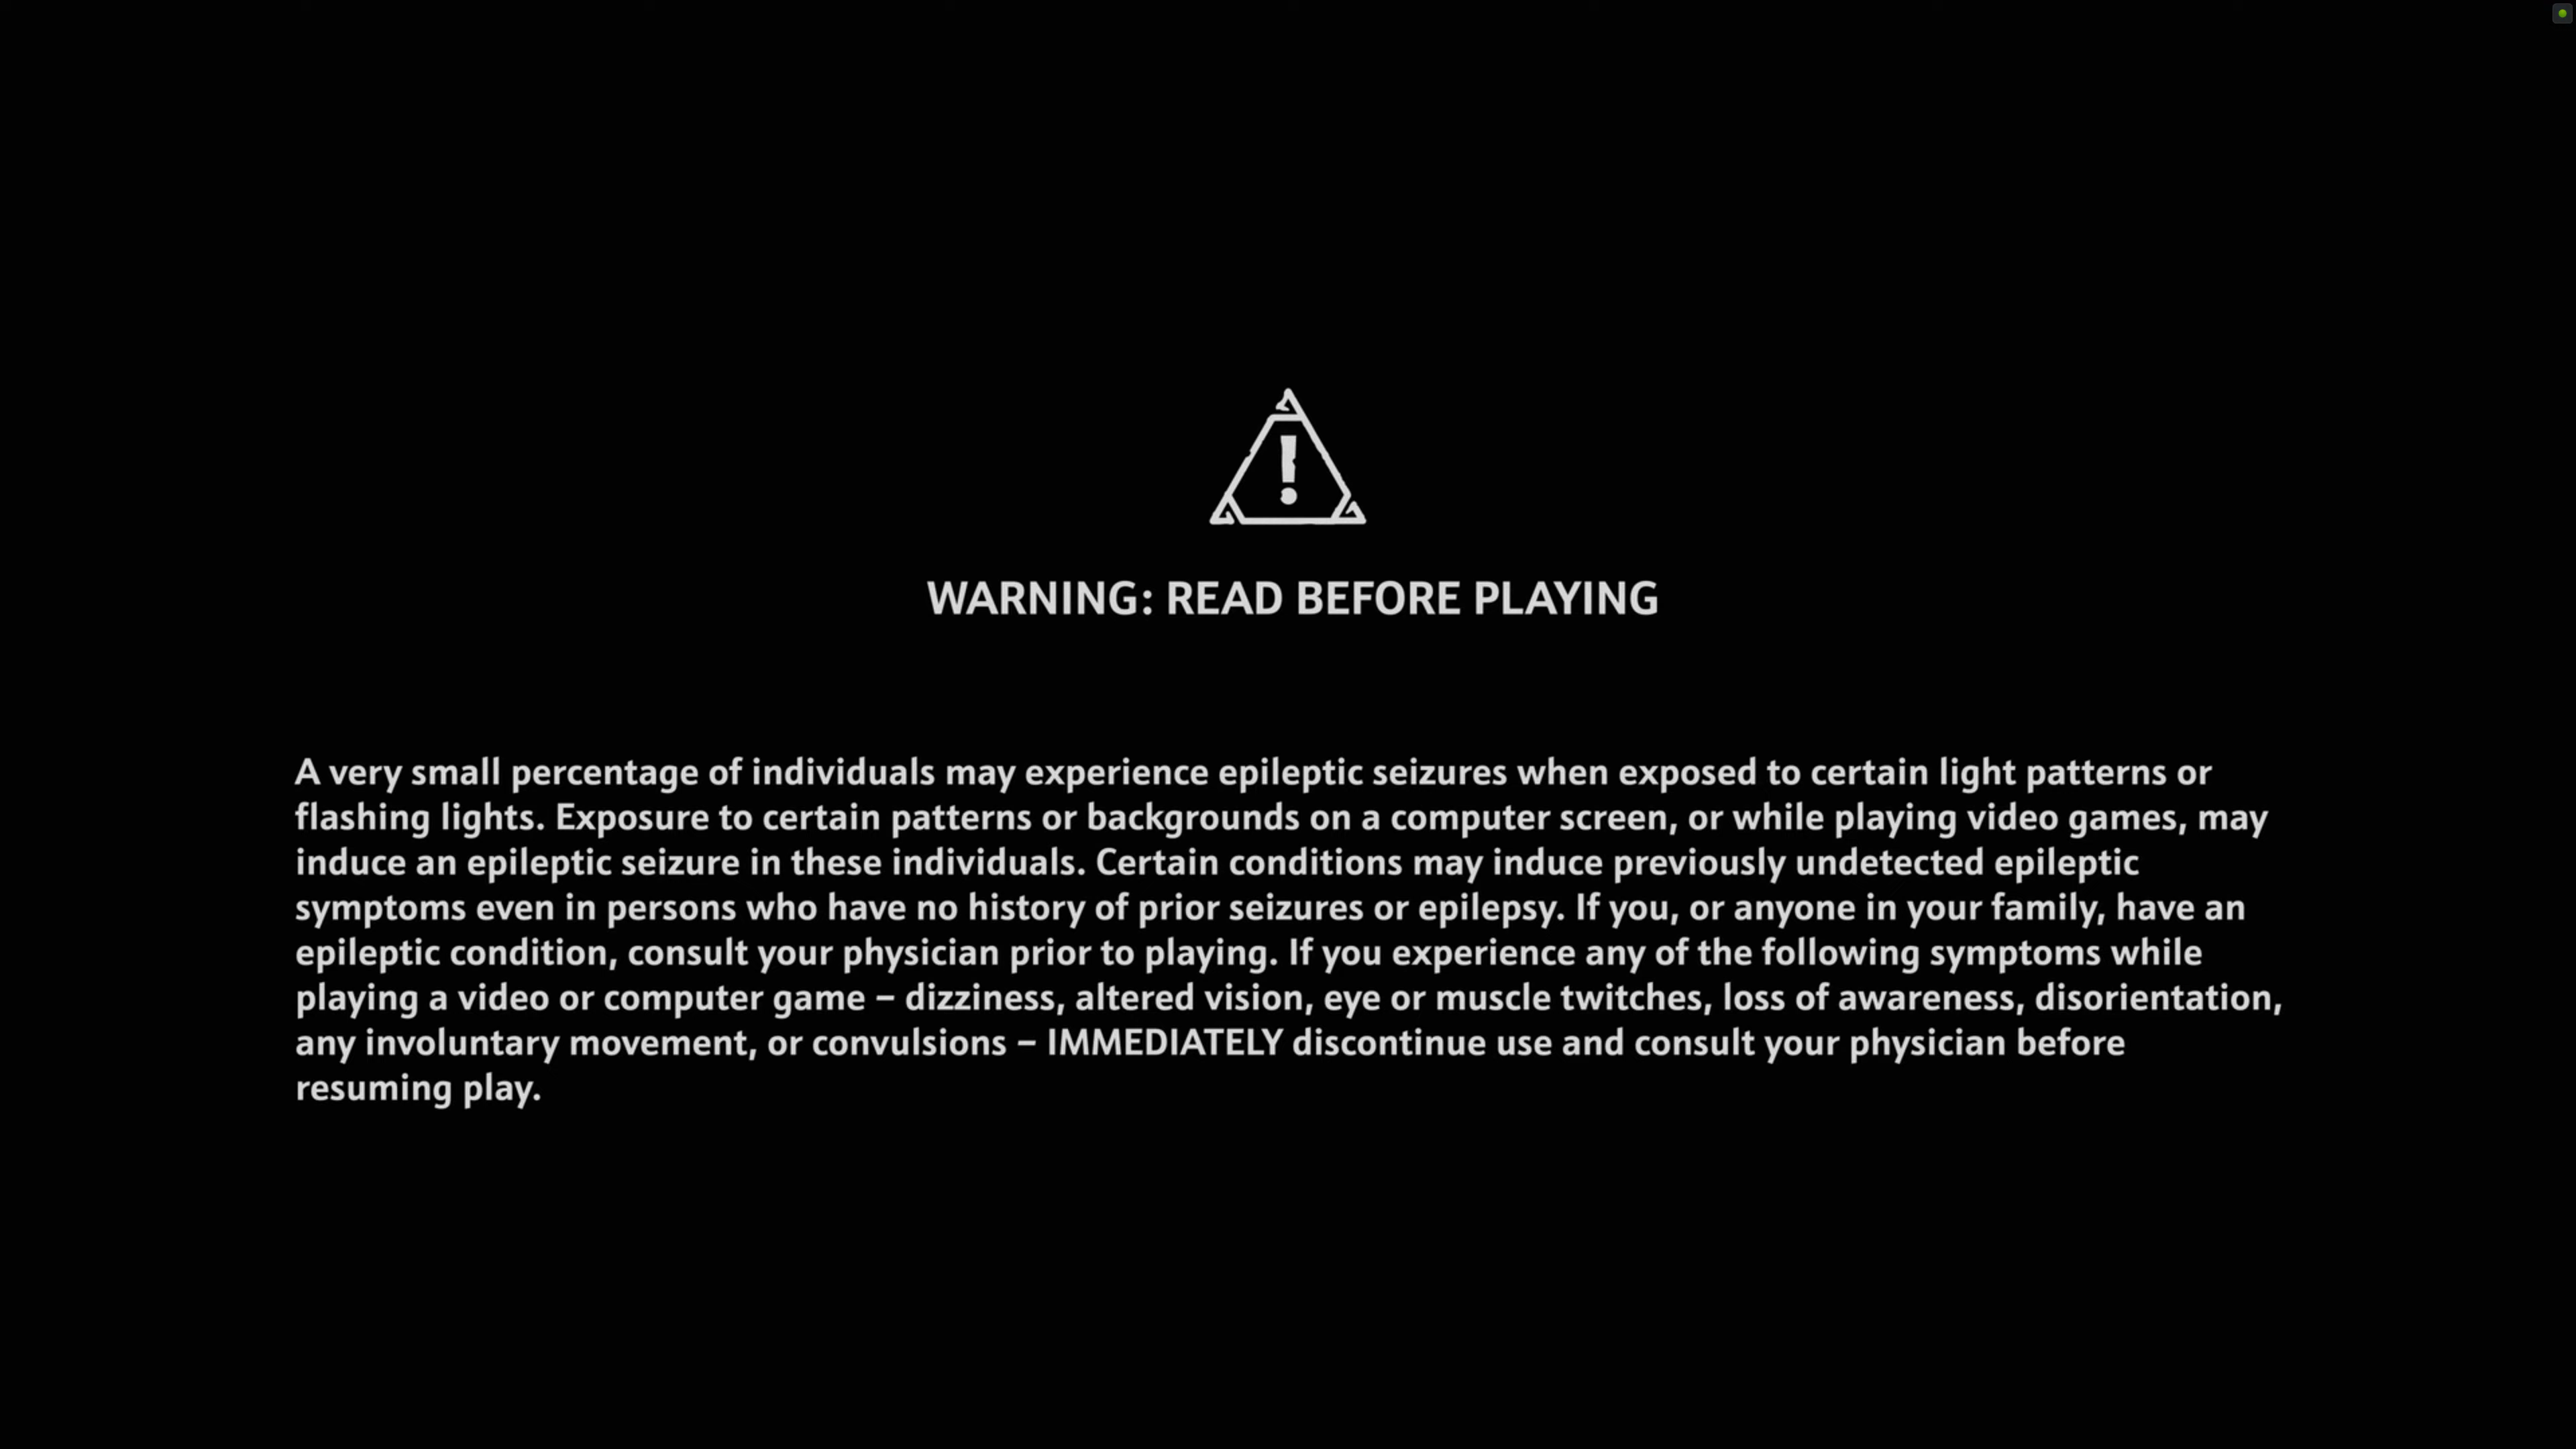 WARNING: READ BEFORE PLAYING
A very small percentage of individuals may experience epileptic seizures when exposed to certain light patterns or
flashing lights. Exposure to certain patterns or backgrounds on a computer screen, or while playing video games, may
induce an epileptic seizure in these individuals. Certain conditions may induce previously undetected epileptic
symptoms even in persons who have no history of prior seizures or epilepsy. If you, or anyone in your family, have an
epileptic condition, consult your physician prior to playing. If you experience any of the following symptoms while
playing a video or computer game – dizziness, altered vision, eye or muscle twitches, loss of awareness, disorientation,
any involuntary movement, or convulsions – IMMEDIATELY discontinue use and consult your physician before
resuming play.